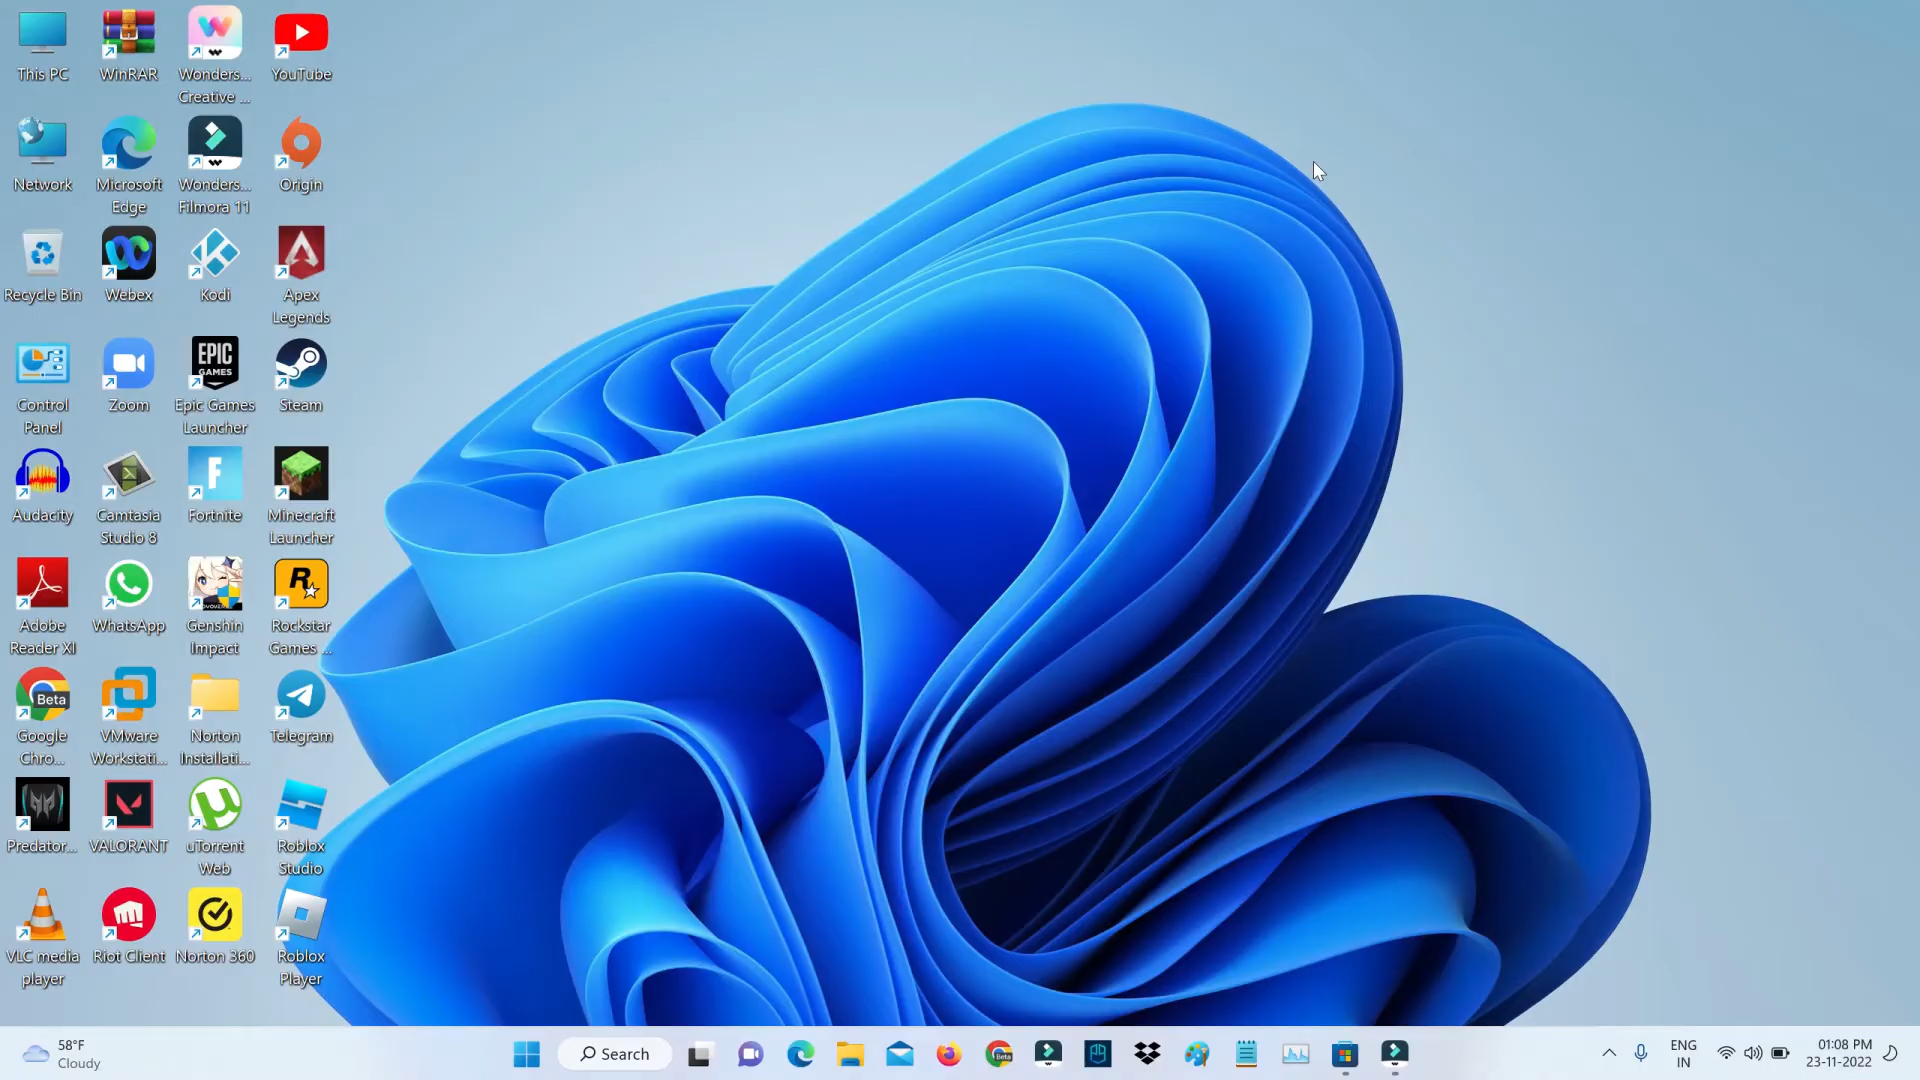 This PC
WinRAR
Wonders...
Creative ...
YouTube
Network
Microsoft
Edge
Wonders...
Filmora 11
Origin
Recycle Bin
Webex
Kodi
Apex
Legends
Control
Panel
Zoom
EPIC
GAMES
Epic Games
Launcher
Steam
Audacity
Camtasia
Studio 8
Fortnite
Minecraft
Launcher
Adobe
Reader XI
WhatsApp
Genshin
Impact
Rockstar
Games ...
Beta
Google
Chro...
VMware
Workstati...
Norton
Installati...
Telegram
Predator...
VALORANT
uTorrent
Web
Roblox
Studio
VLC media
player
Riot Client
Norton 360
Roblox
Player
58°F
Cloudy
Search
Beta
ENG
IN
01:08 PM
23-11-2022